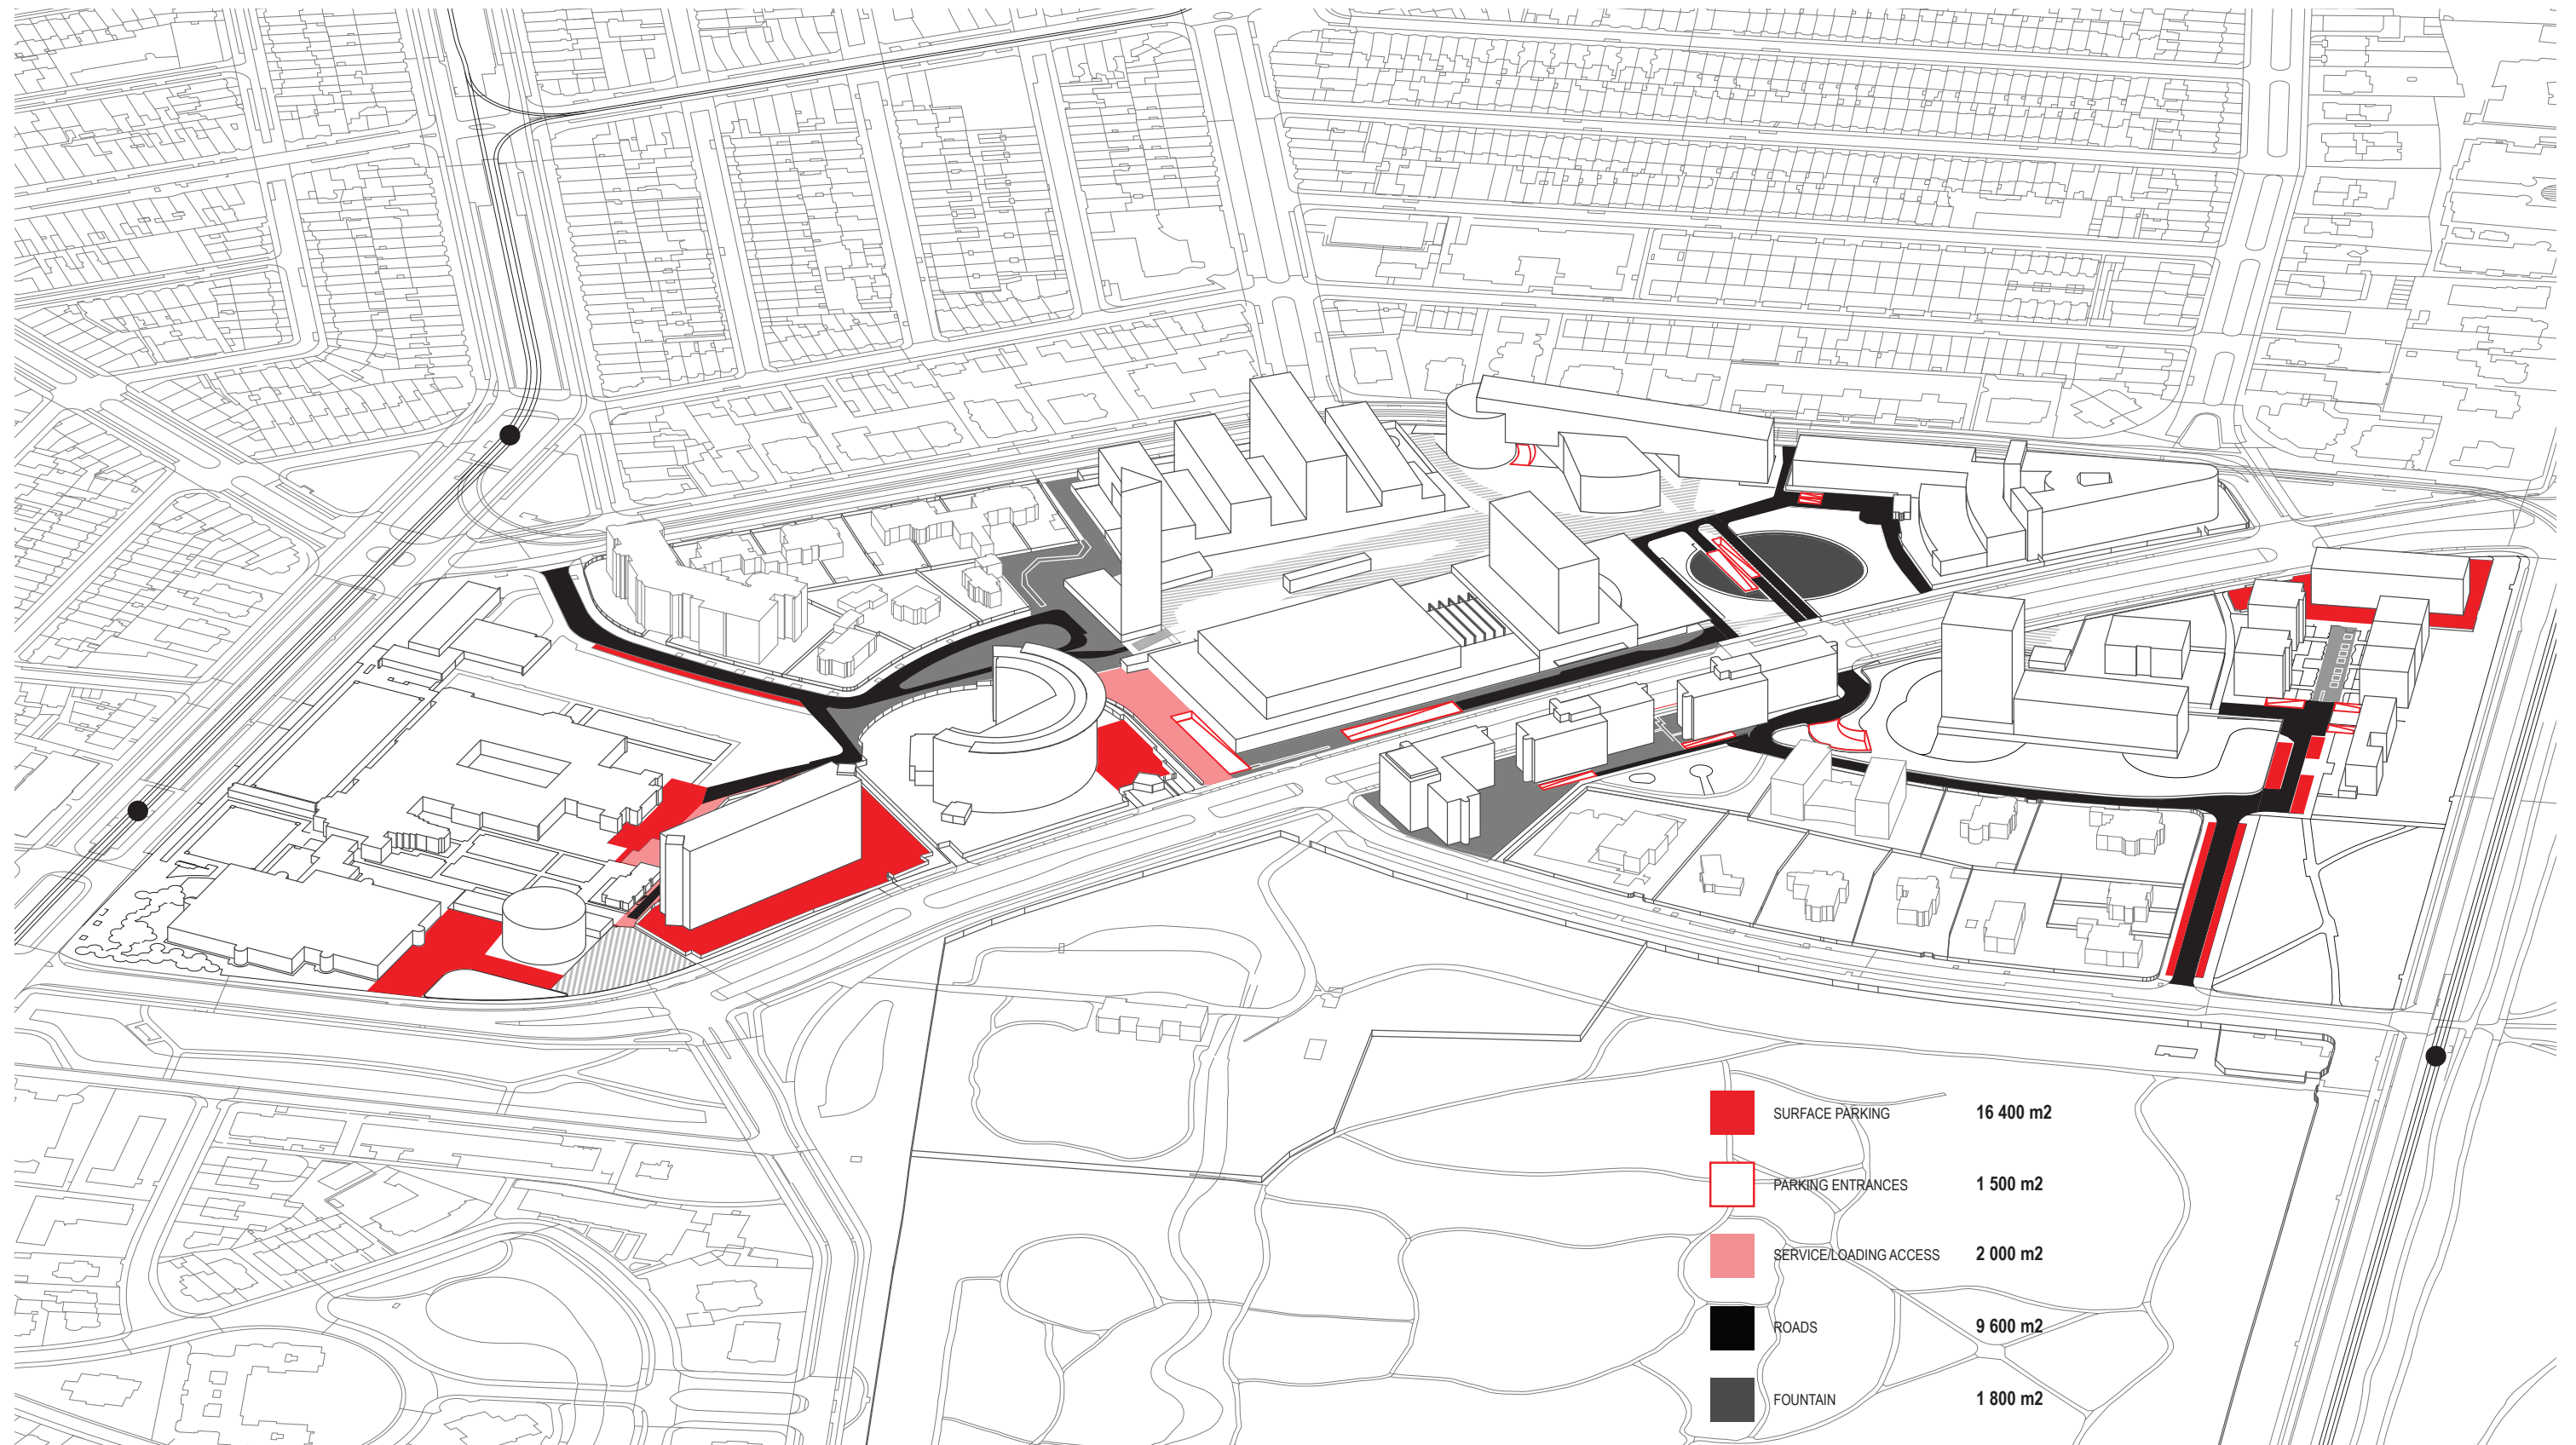 SURFACE PARKING 16 400 m2
PARKING ENTRANCES 1 500 m2
SERVICE/LOADING ACCESS 2 000 m2
ROADS 9 600 m2
FOUNTAIN 1 800 m2